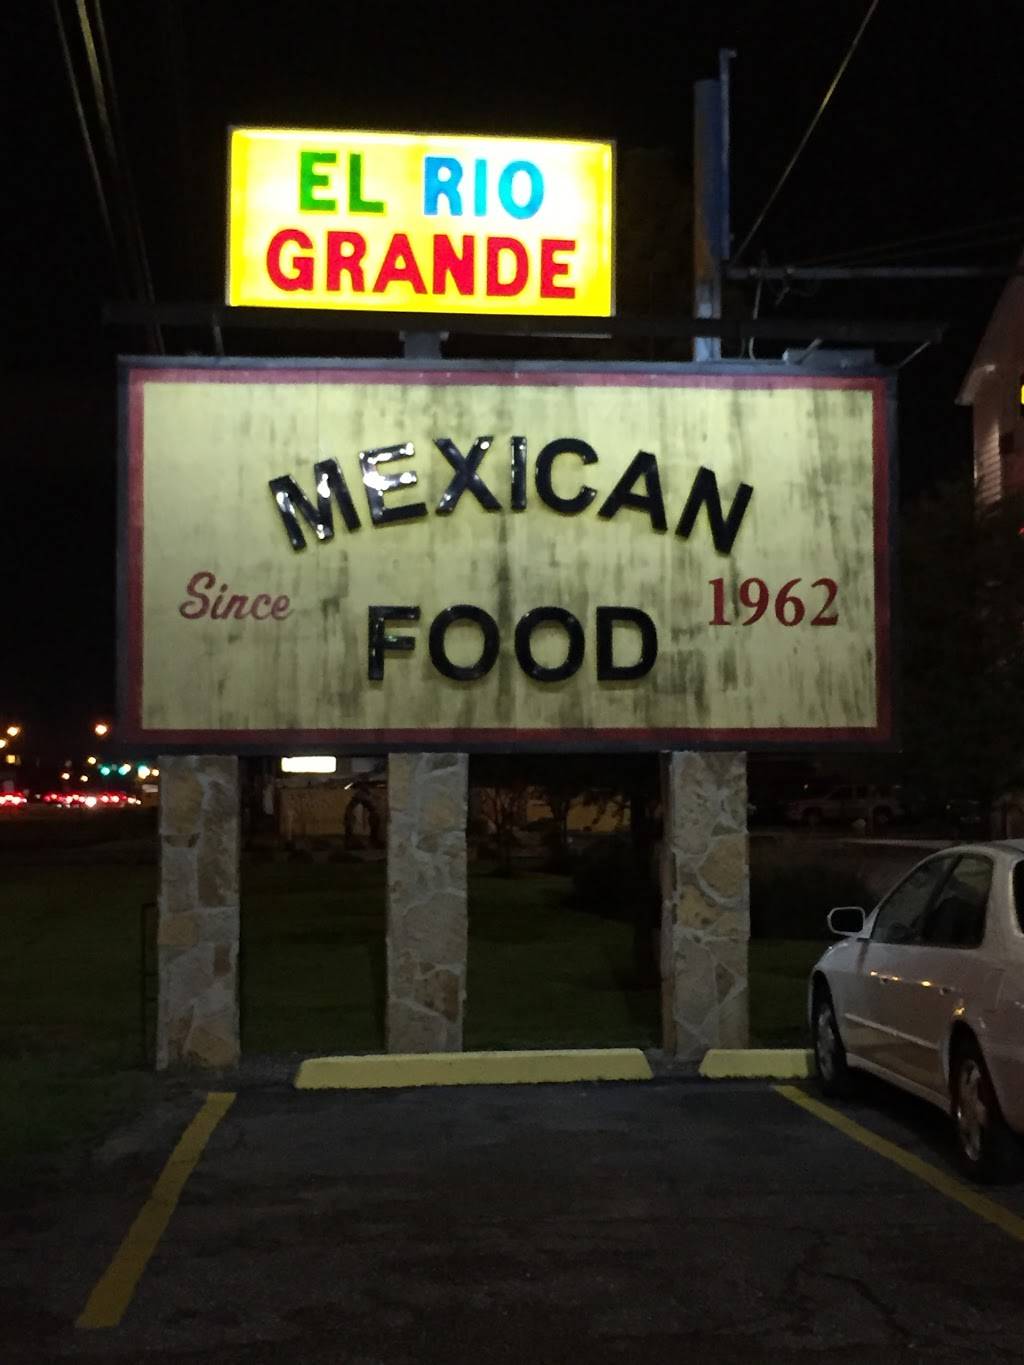 EL RIO
GRANDE
MEXICAN
Since 1962
FOOD